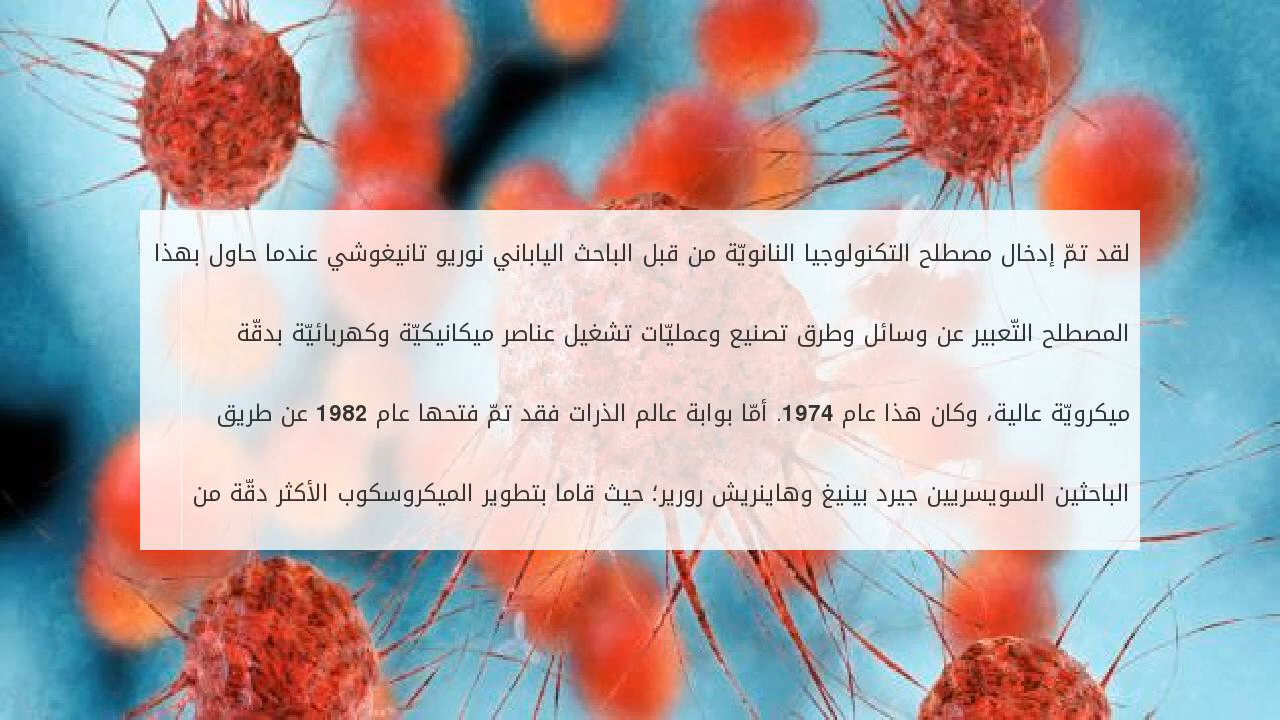 لقد تمّ إدخال مصطلح التكنولوجيا النانويّة من قبل الباحث الياباني نوريو تانيغوشي عندما حاول بهذا
المصطلح التّعبير عن وسائل وطرق تصنيع وعمليّات تشغيل عناصر ميكانيكيّة وكهربائيّة بدقّة
ميكرويّة عالية، وكان هذا عام 1974. أمّا بوابة عالم الذرات فقد تمّ فتحها عام 1982 عن طريق
الباحثين السويسريين جيرد بينيغ وهاينريش رورير؛ حيث قاما بتطوير الميكروسكوب الأكثر دقّة من